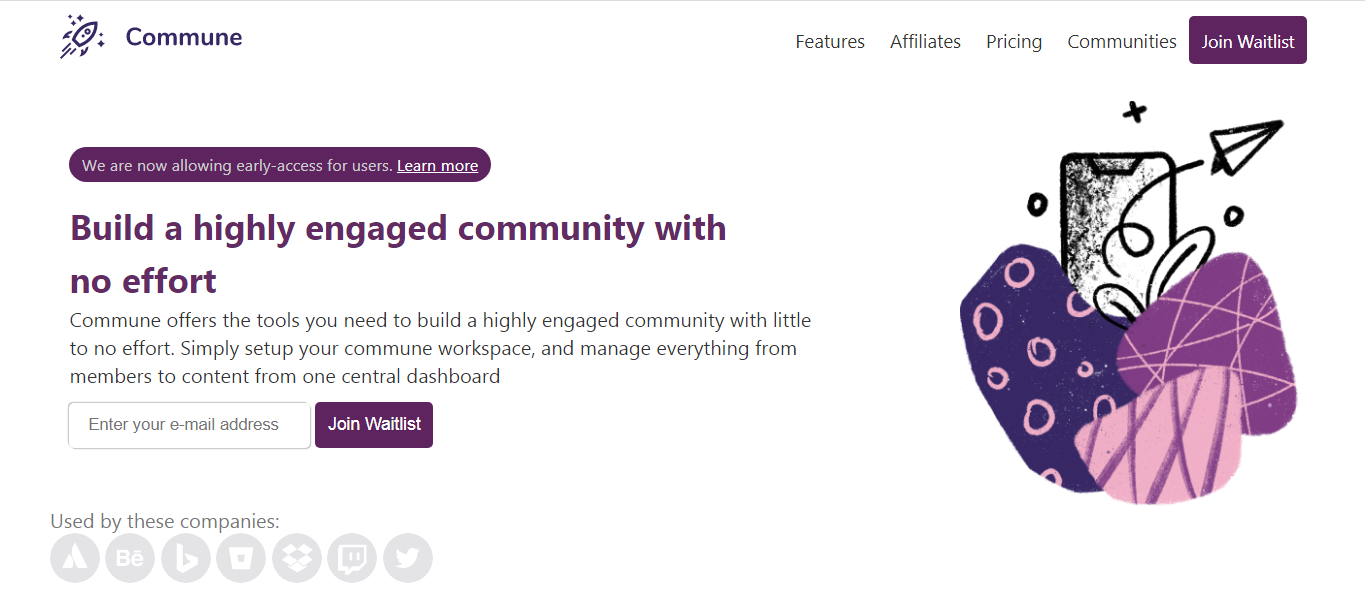 Commune
Features Affiliates Pricing Communities Join Waitlist
We are now allowing early-access for users. Learn more
Build a highly engaged community with
no effort
Commune offers the tools you need to build a highly engaged community with little
to no effort. Simply setup your commune workspace, and manage everything from
members to content from one central dashboard
Enter your e-mail address Join Waitlist
Used by these companies:
Bē